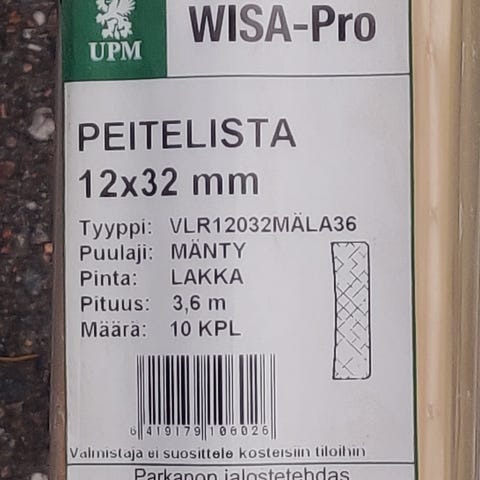 UPM
WISA-Pro
PEITELISTA
12x32 mm
Tyyppi: VLR12032MÄLA36
Puulaji: MÄNTY
Pinta: LAKKA
Pituus: 3,6 m
Määrä: 10 KPL
6 419179 106026
Valmistaja ei suosittele kosteisiin tiloihin
Parkanon jalostetehdas